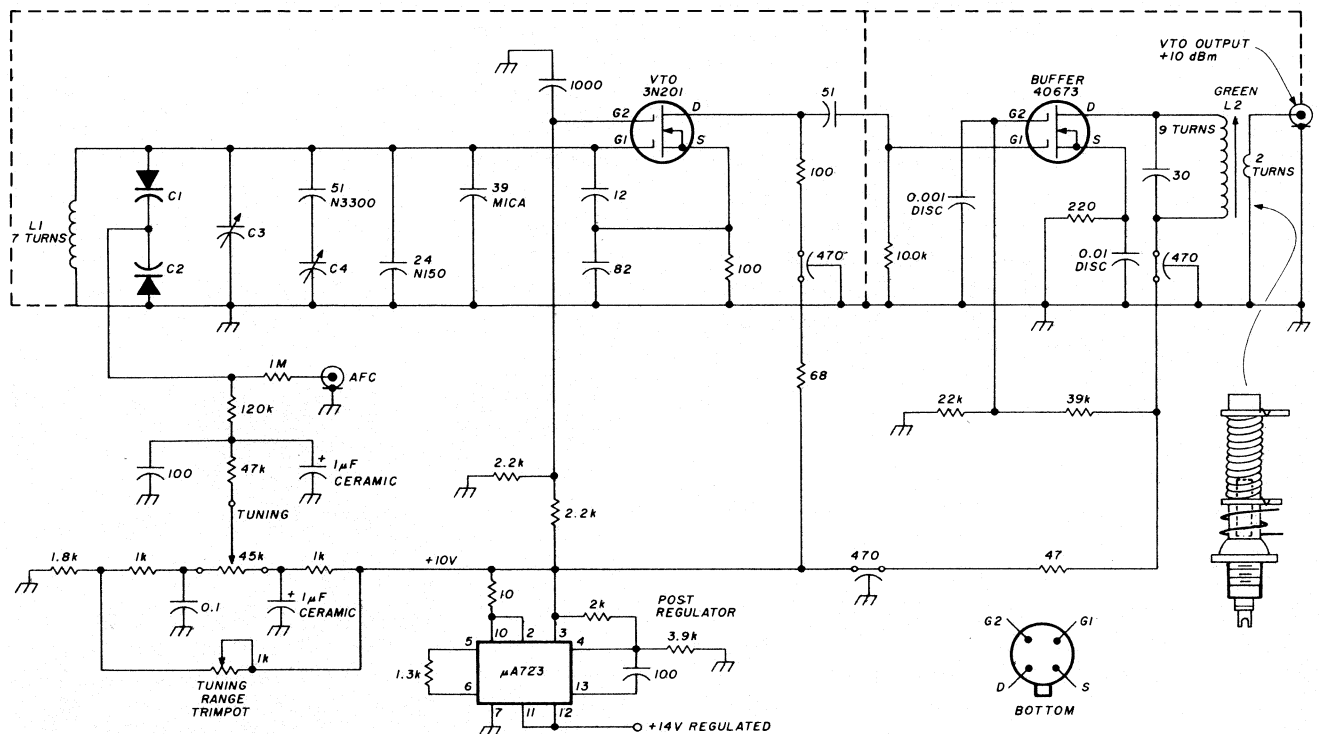 VTO OUTPUT
+10 dBm
VTO
3N201
BUFFER
40673
GREEN
L2
1000
G2
D
G1
S
51
G2
D
G1
S
9 TURNS
2
TURNS
30
L1
7 TURNS
C1
C2
C3
51
N3300
C4
24
N150
39
MICA
12
82
100
100
470
0.001
DISC
100k
220
0.01
DISC
470
1M
AFC
120k
68
22k
39k
100
47k
+
1µF
CERAMIC
TUNING
2.2k
2.2k
1.8k
1k
45k
1k
+10V
470
47
0.1
+
1µF
CERAMIC
10
2k
POST
REGULATOR
3.9k
1k
TUNING
RANGE
TRIMPOT
1.3k
5
6
10
2
3
4
13
7
11
12
µA723
100
+14V REGULATED
G2
G1
D
S
BOTTOM